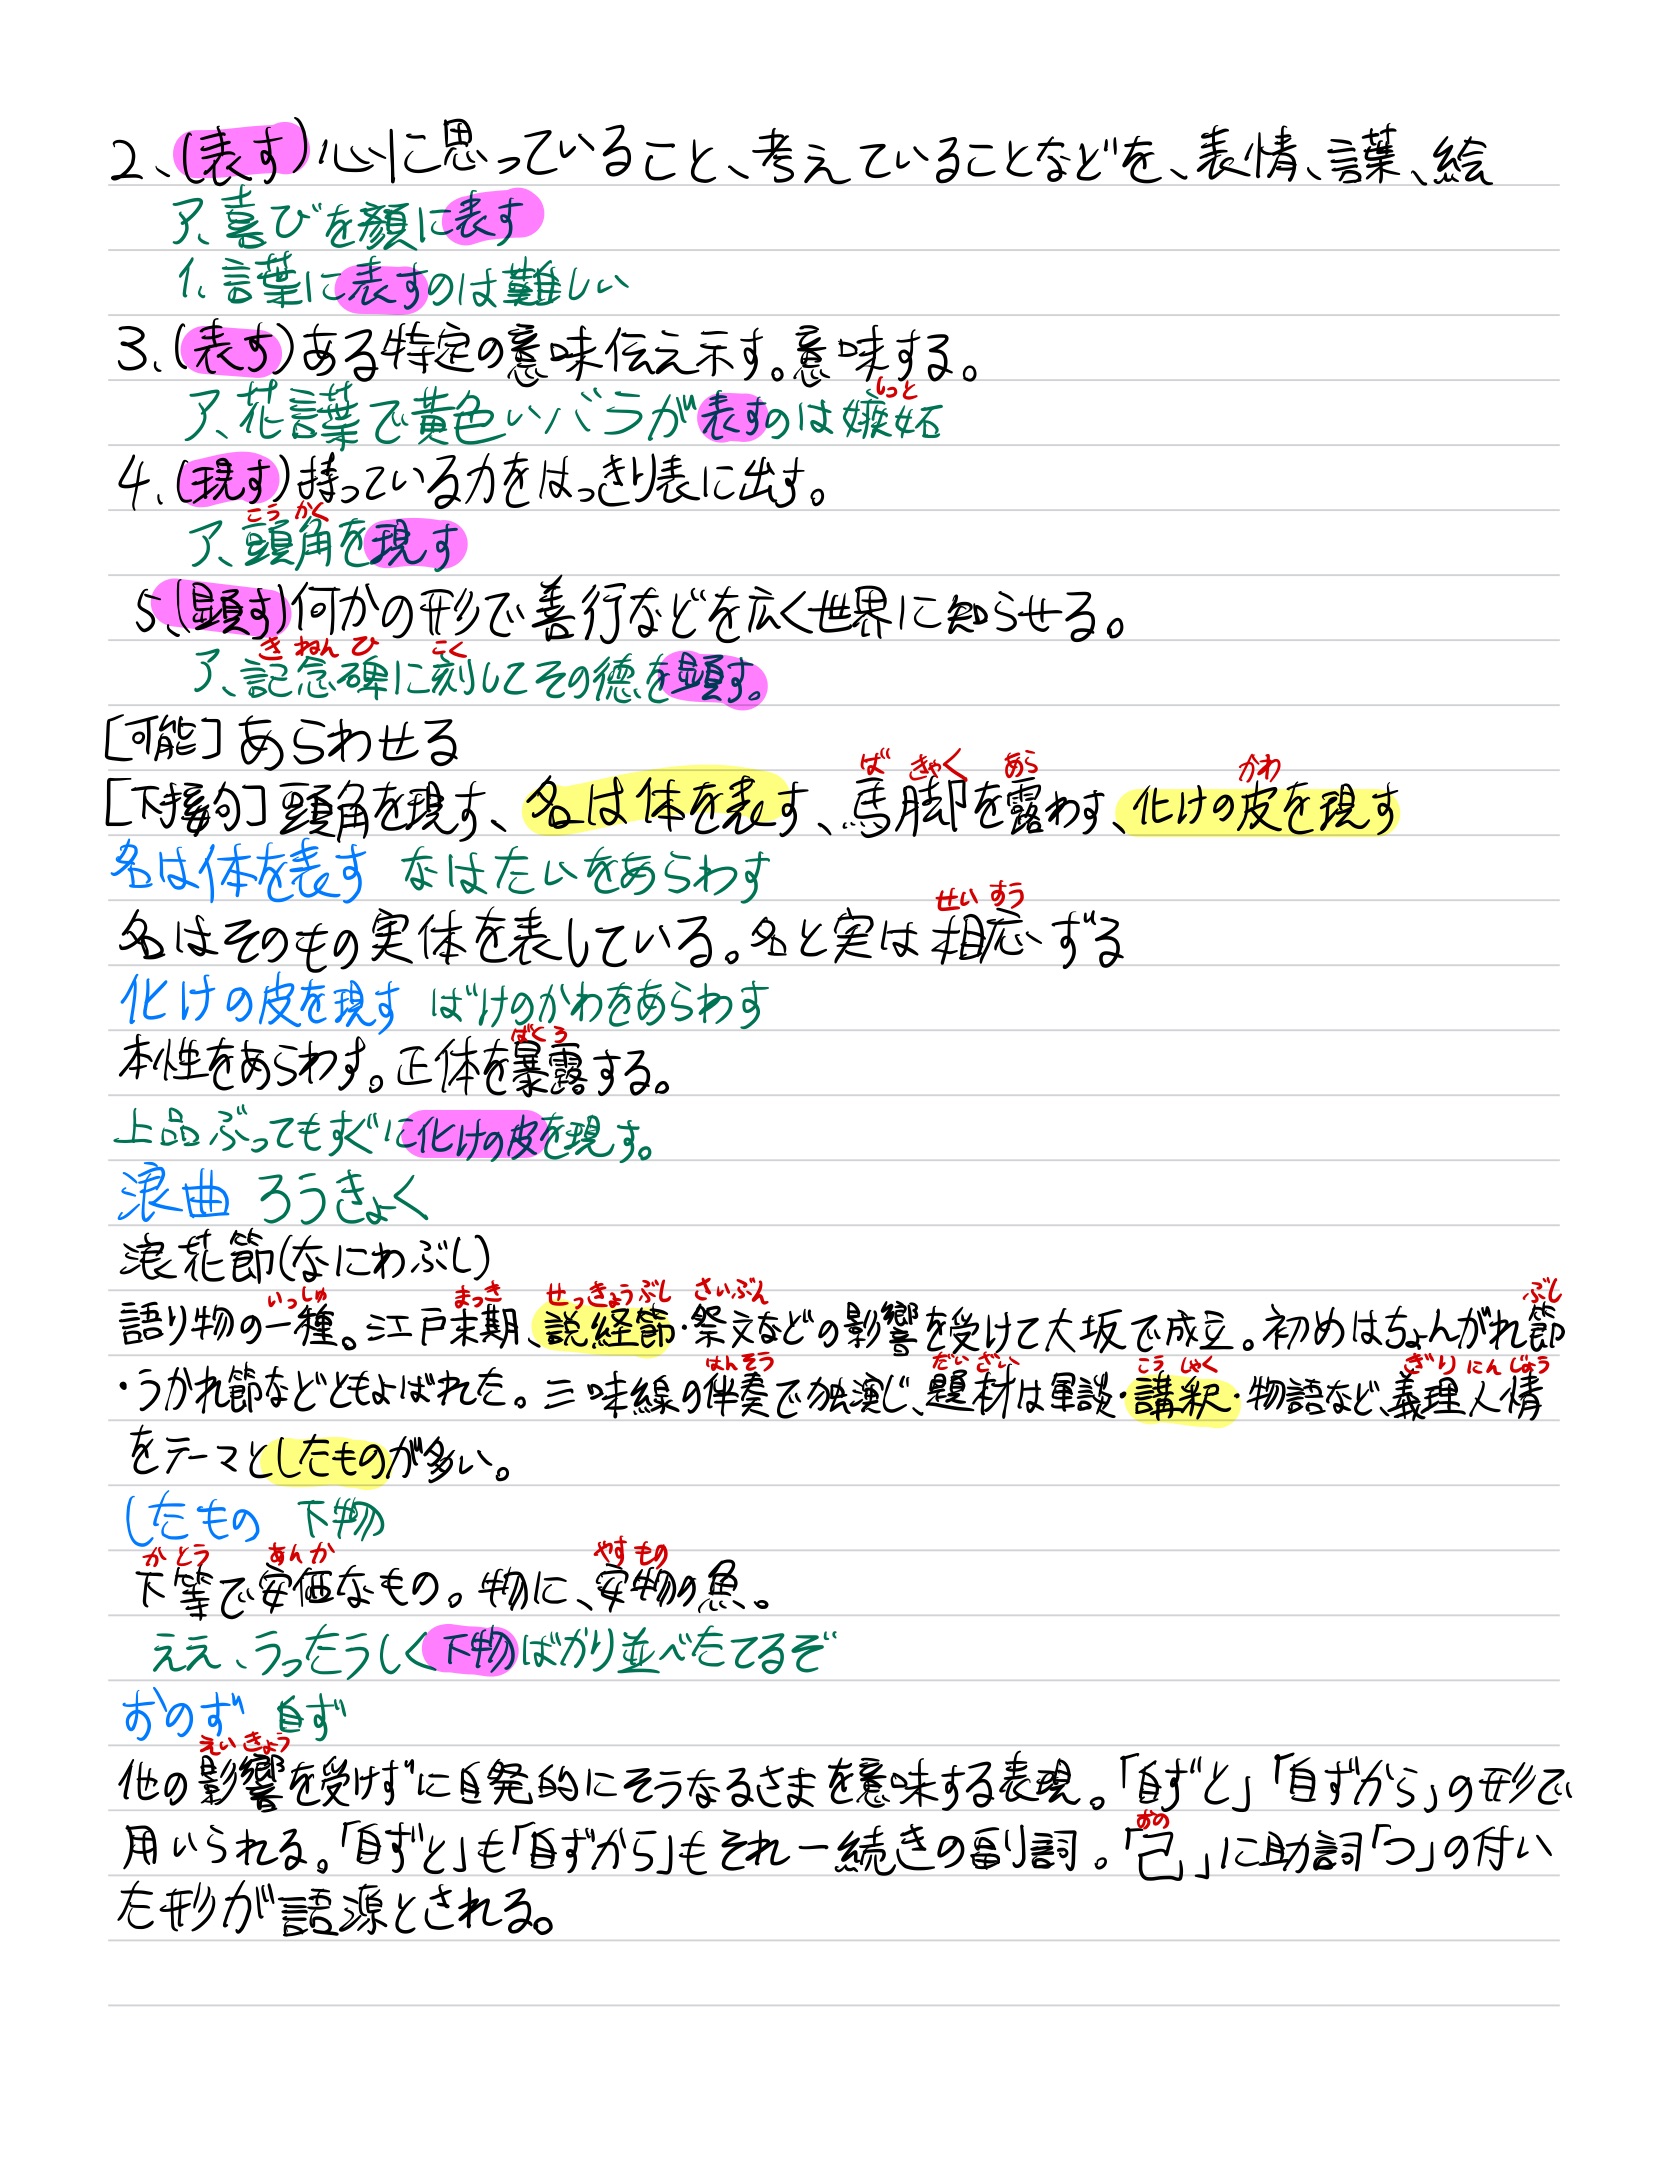 2、(表す)心に思っていること、考えていることなどを、表情、言葉、絵
ア、喜びを顔に表す
イ、言葉に表すのは難しい
3、(表す)ある特定の意味伝え示す。意味する。
しっと
ア、花言葉で黄色いバラが表すのは嫉妬
4、(現す)持っている力をはっきり表に出す。
こう かく
ア、頭角を現す
5、(顕す)何かの形で善行などを広く世界に知らせる。
き ねん ひ こく
ア、記念碑に刻してその徳を顕す。
[可能]あらわせる
ば きゃく あら かわ
[下接句]頭角を現す、名は体を表す、馬脚を露わす、化けの皮を現す
名は体を表す なはたいをあらわす
せい すう
名はそのもの実体を表している。名と実は相応ずる
化けの皮を現す ばけのかわをあらわす
ばく ろ
本性をあらわす。正体を暴露する。
上品ぶってもすぐに化けの皮を現す。
浪曲 ろうきょく
浪花節(なにわぶし)
いっしゅ まっき せっきょうぶし さいぶん ぶし
語り物の一種。江戸末期、説経節・祭文などの影響を受けて大坂で成立。初めはちょんがれ節
はんそう だい ざい こう しゃく ぎり にんじょう
・うかれ節などともよばれた。三味線の伴奏で独演じ、題材は軍談・講釈・物語など、義理人情
をテーマとしたものが多い。
したもの 下物
か とう あんか やすもの
下等で安価なもの。物に、安物の魚。
ええ、うったうしく下物ばかり並べたてるぞ
おのず 自ず
えい きょう
他の影響を受けずに自発的にそうなるさまを意味する表現。「自ずと」「自ずから」の形で
おの
用いられる。「自ずと」も「自ずから」もそれ一続きの副詞。「己」に助詞「つ」の付い
た形が語源とされる。